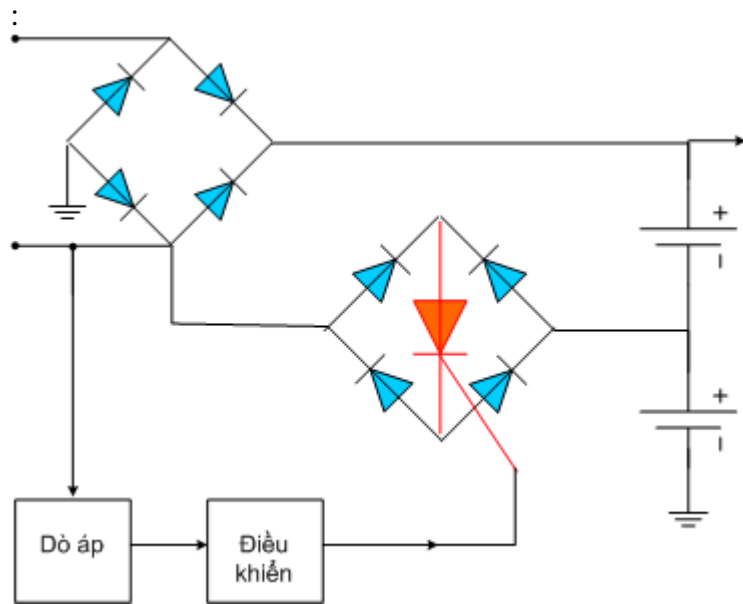 :
+
–
+
–
Dò áp
Điều
khiển